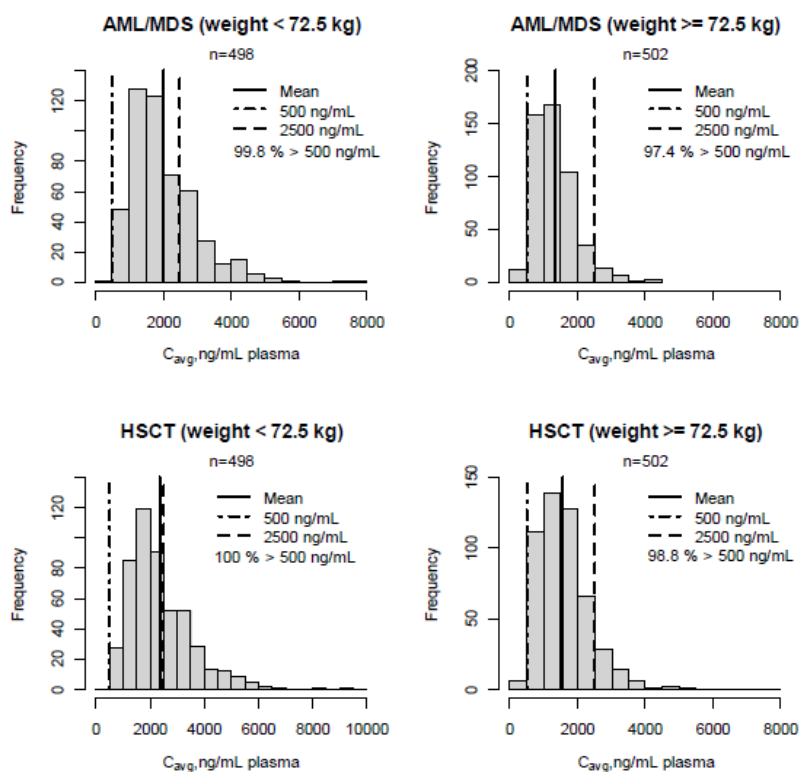 AML/MDS (weight < 72.5 kg)
n=498
Mean
500 ng/mL
2500 ng/mL
99.8 % > 500 ng/mL
Frequency
0 20 40 60 80 120
0 2000 4000 6000 8000
Cavg,ng/mL plasma
AML/MDS (weight >= 72.5 kg)
n=502
Mean
500 ng/mL
2500 ng/mL
97.4 % > 500 ng/mL
Frequency
0 50 100 150 200
0 2000 4000 6000 8000
Cavg,ng/mL plasma
HSCT (weight < 72.5 kg)
n=498
Mean
500 ng/mL
2500 ng/mL
100 % > 500 ng/mL
Frequency
0 20 40 60 80 120
0 2000 4000 6000 8000 10000
Cavg,ng/mL plasma
HSCT (weight >= 72.5 kg)
n=502
Mean
500 ng/mL
2500 ng/mL
98.8 % > 500 ng/mL
Frequency
0 50 100 150
0 2000 4000 6000 8000
Cavg,ng/mL plasma